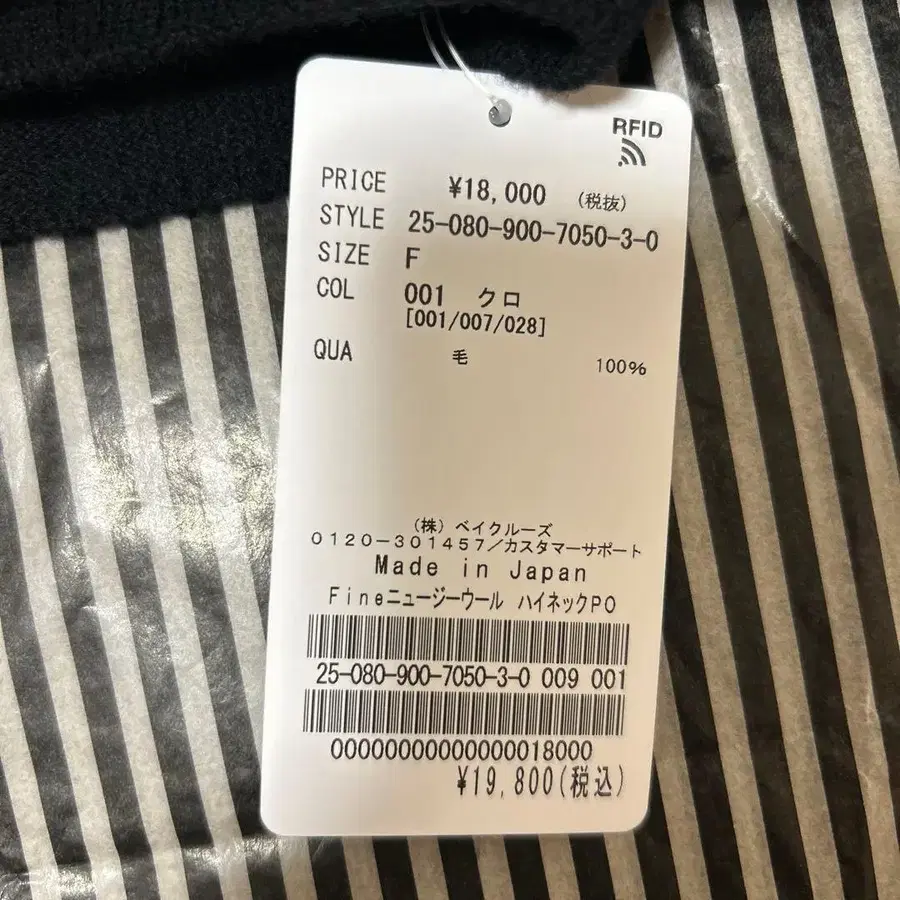 RFID
PRICE ¥18,000 (税抜)
STYLE 25-080-900-7050-3-0
SIZE F
COL 001 クロ
[001/007/028]
QUA 毛 100%
(株) ベイクルーズ
0120-301457/カスタマーサポート
Made in Japan
Fineニュージーウール ハイネックPO
25-080-900-7050-3-0 009 001
00000000000000018000
¥19,800(税込)